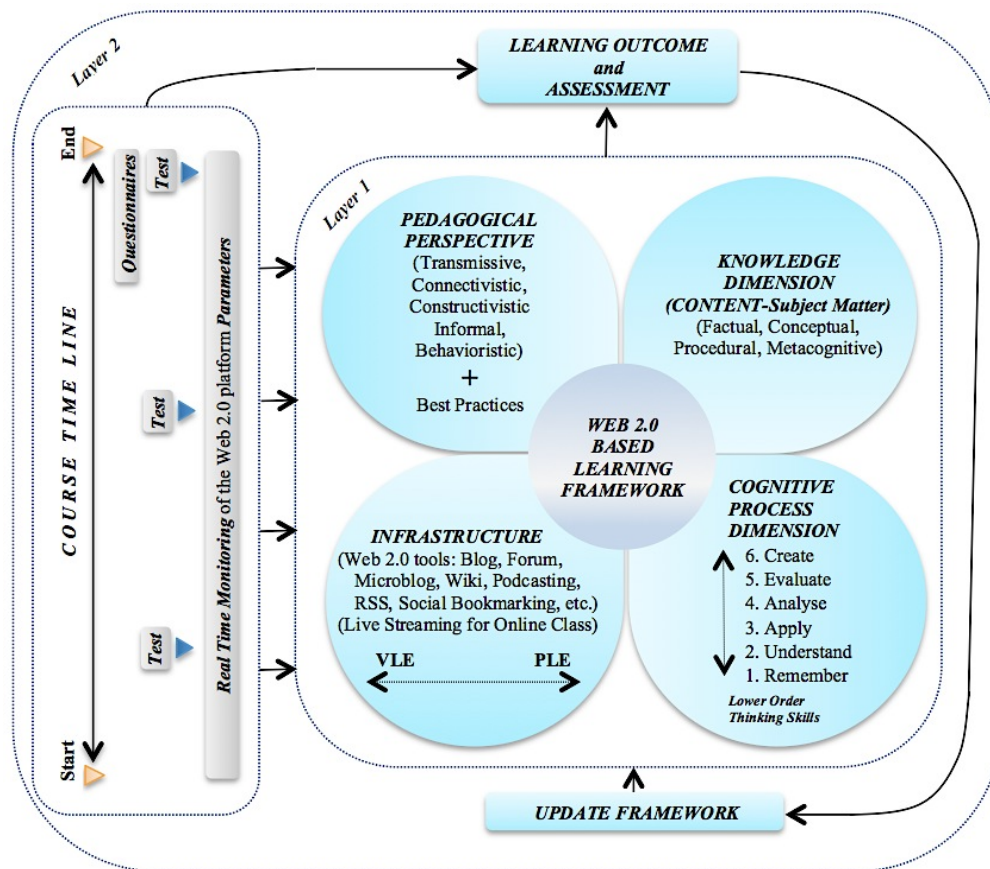 Layer 2
LEARNING OUTCOME
and
ASSESSMENT
End
Start
COURSE TIME LINE
Questionnaires
Test
Test
Test
Real Time Monitoring of the Web 2.0 platform Parameters
Layer 1
PEDAGOGICAL
PERSPECTIVE
(Transmissive,
Connectivistic,
Constructivistic
Informal,
Behavioristic)
+
Best Practices
KNOWLEDGE
DIMENSION
(CONTENT-Subject Matter)
(Factual, Conceptual,
Procedural, Metacognitive)
WEB 2.0
BASED
LEARNING
FRAMEWORK
INFRASTRUCTURE
(Web 2.0 tools: Blog, Forum,
Microblog, Wiki, Podcasting,
RSS, Social Bookmarking, etc.)
(Live Streaming for Online Class)
VLE PLE
COGNITIVE
PROCESS
DIMENSION
6. Create
5. Evaluate
4. Analyse
3. Apply
2. Understand
1. Remember
Lower Order
Thinking Skills
UPDATE FRAMEWORK